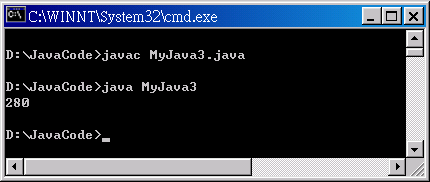 C:\WINNT\System32\cmd.exe
D:\JavaCode>javac MyJava3.java
D:\JavaCode>java MyJava3
280
D:\JavaCode>_